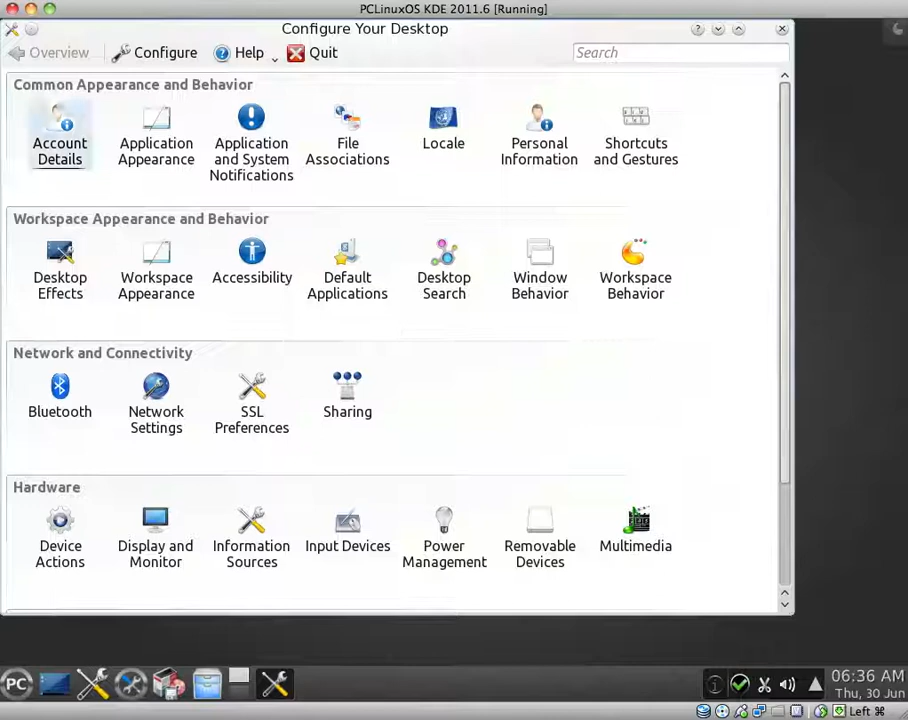 PCLinuxOS KDE 2011.6 [Running]
Configure Your Desktop
Overview Configure Help Quit Search
Common Appearance and Behavior
Account Details
Application Appearance
Application and System Notifications
File Associations
Locale
Personal Information
Shortcuts and Gestures
Workspace Appearance and Behavior
Desktop Effects
Workspace Appearance
Accessibility
Default Applications
Desktop Search
Window Behavior
Workspace Behavior
Network and Connectivity
Bluetooth
Network Settings
SSL Preferences
Sharing
Hardware
Device Actions
Display and Monitor
Information Sources
Input Devices
Power Management
Removable Devices
Multimedia
PC
06:36 AM
Thu, 30 Jun
Left ⌘